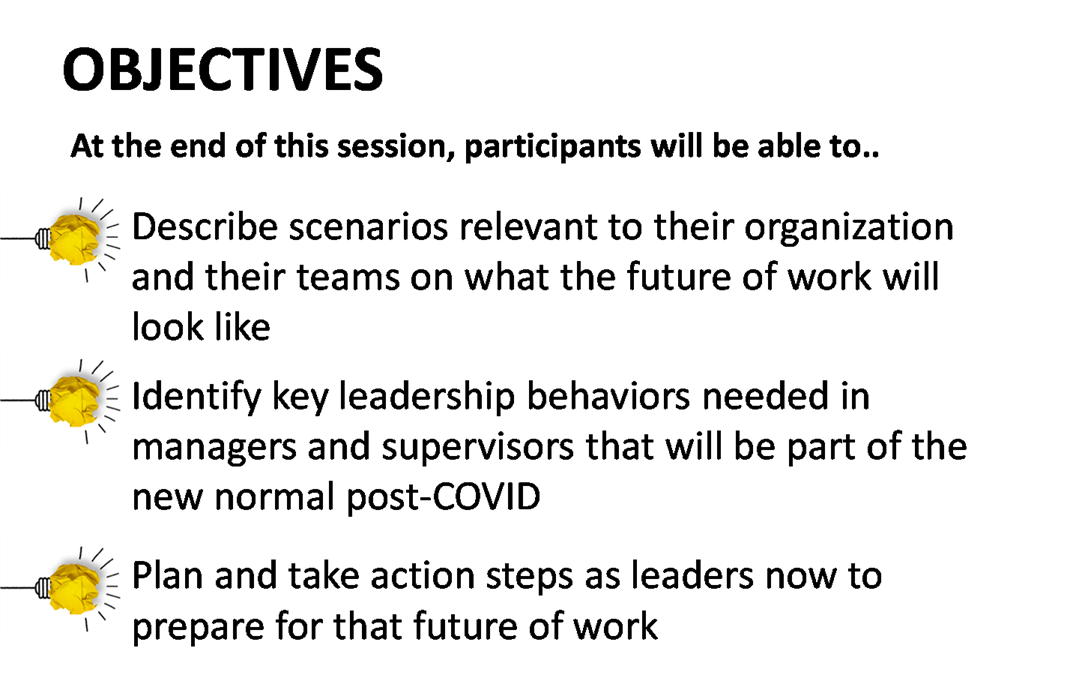 OBJECTIVES
At the end of this session, participants will be able to..
Describe scenarios relevant to their organization
and their teams on what the future of work will
look like
Identify key leadership behaviors needed in
managers and supervisors that will be part of the
new normal post-COVID
Plan and take action steps as leaders now to
prepare for that future of work